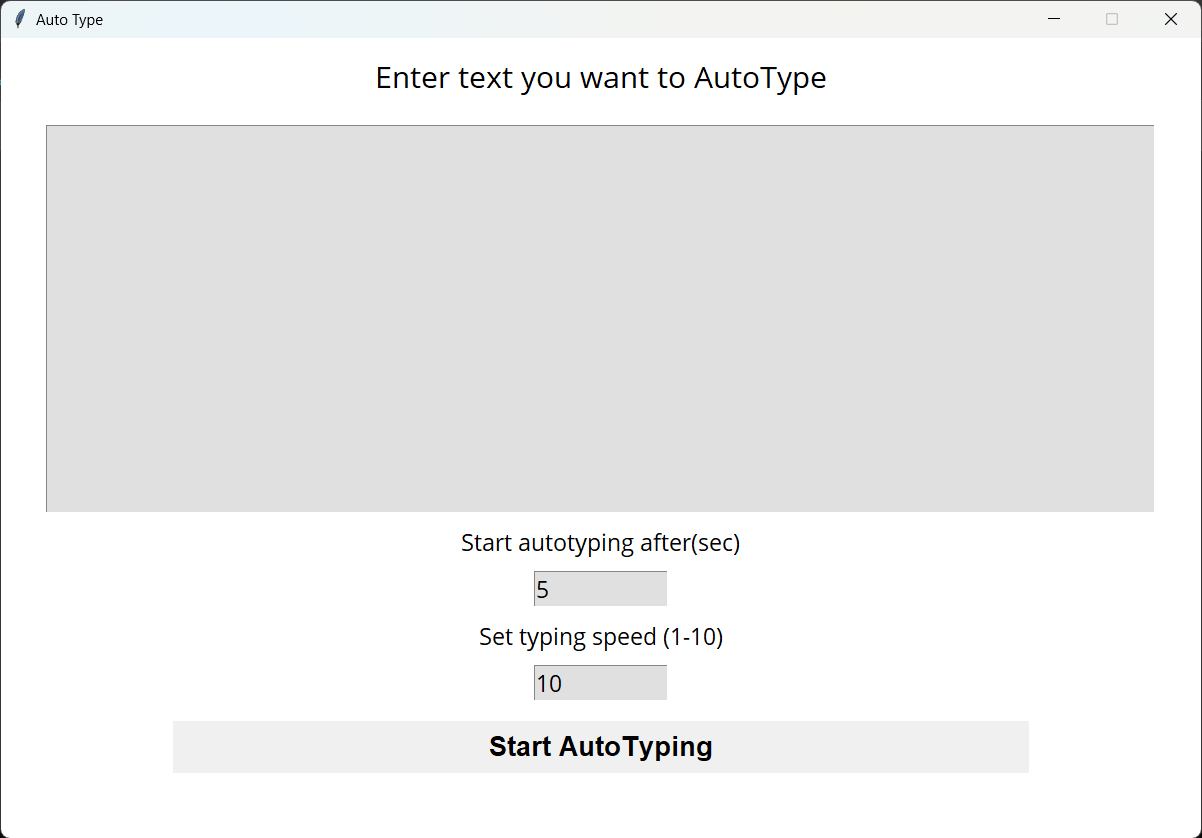 Auto Type
Enter text you want to AutoType
Start autotyping after(sec)
5
Set typing speed (1-10)
10
Start AutoTyping